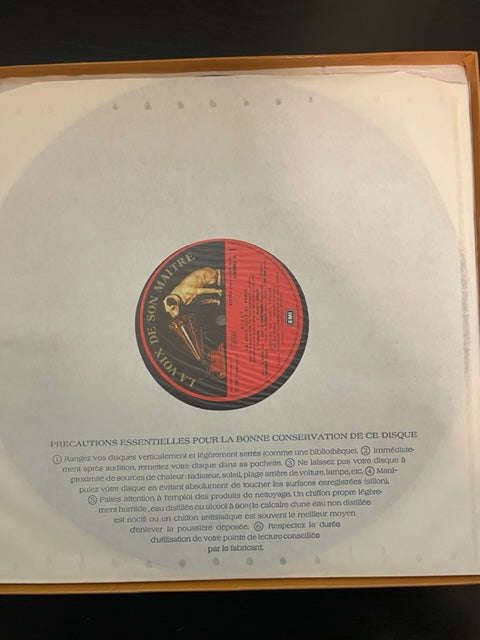 LA VOIX DE SON MAITRE
EMI
PRECAUTIONS ESSENTIELLES POUR LA BONNE CONSERVATION DE CE DISQUE
① Rangez vos disques verticalement et légèrement serrés (comme une bibliothèque). ② Immédiate-
ment après audition, remettez votre disque dans sa pochette. ③ Ne laissez pas votre disque à
proximité de sources de chaleur: radiateur, soleil, plage arrière de voiture, lampe, etc. ④ Mani-
pulez votre disque en évitant absolument de toucher les surfaces enregistrées (sillon).
⑤ Faites attention à l'emploi des produits de nettoyage. Un chiffon propre légère-
ment humide, eau distillée ou alcool à 90° (le calcaire d'une eau non distillée
est nocif) ou un chiffon antistatique est souvent le meilleur moyen
d'enlever la poussière déposée. ⑥ Respectez la durée
d'utilisation de votre pointe de lecture conseillée
par le fabricant.